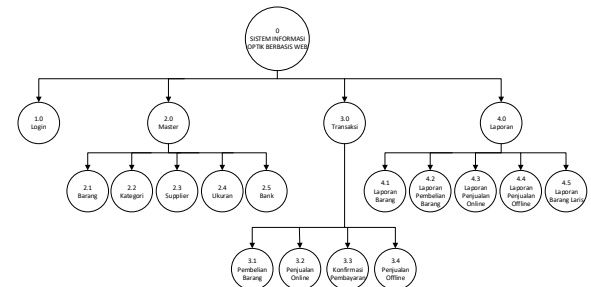 0
SISTEM INFORMASI
OPTIK BERBASIS WEB
1.0
Login
2.0
Master
3.0
Transaksi
4.0
Laporan
2.1
Barang
2.2
Kategori
2.3
Supplier
2.4
Ukuran
2.5
Bank
4.1
Laporan
Barang
4.2
Laporan
Pembelian
Barang
4.3
Laporan
Penjualan
Online
4.4
Laporan
Penjualan
Offline
4.5
Laporan
Barang Laris
3.1
Pembelian
Barang
3.2
Penjualan
Online
3.3
Konfirmasi
Pembayaran
3.4
Penjualan
Offline